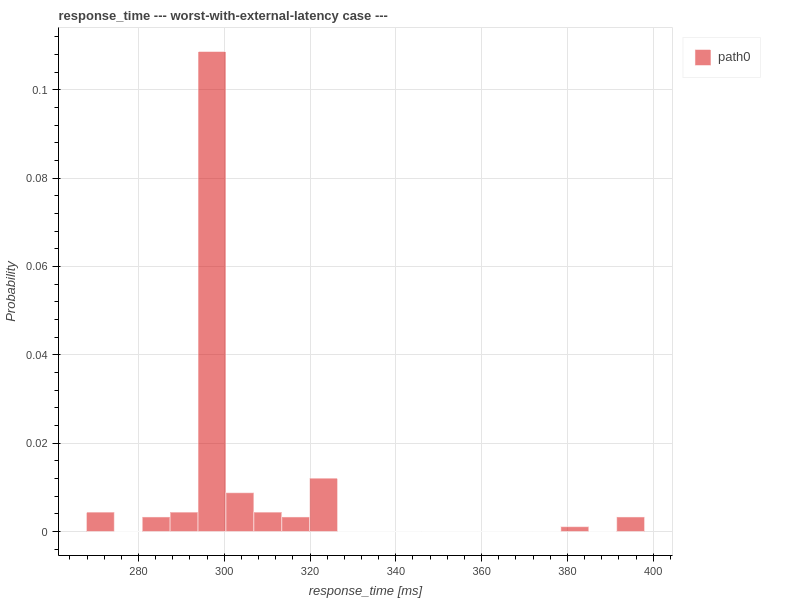 response_time --- worst-with-external-latency case ---
path0
0.1
0.08
0.06
0.04
0.02
0
Probability
280 300 320 340 360 380 400
response_time [ms]